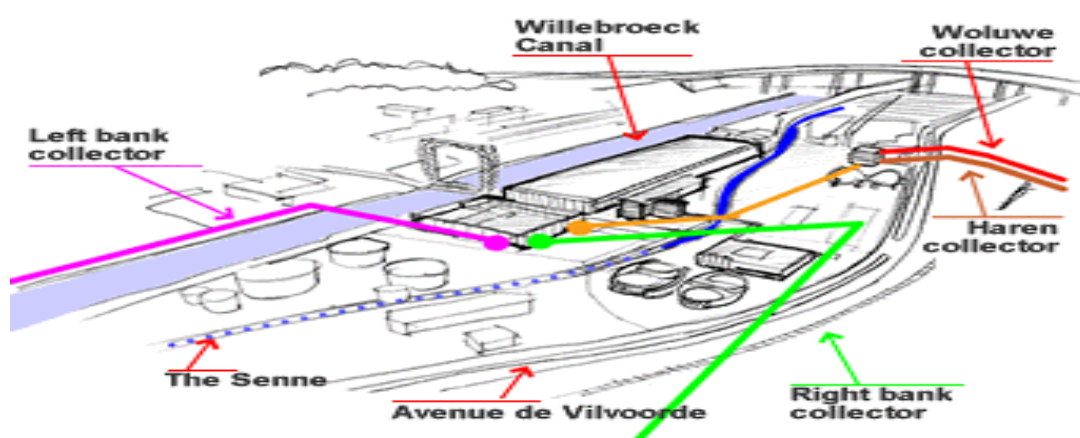 Willebroeck
Canal
Woluwe
collector
Left bank
collector
Haren
collector
The Senne
Avenue de Vilvoorde
Right bank
collector